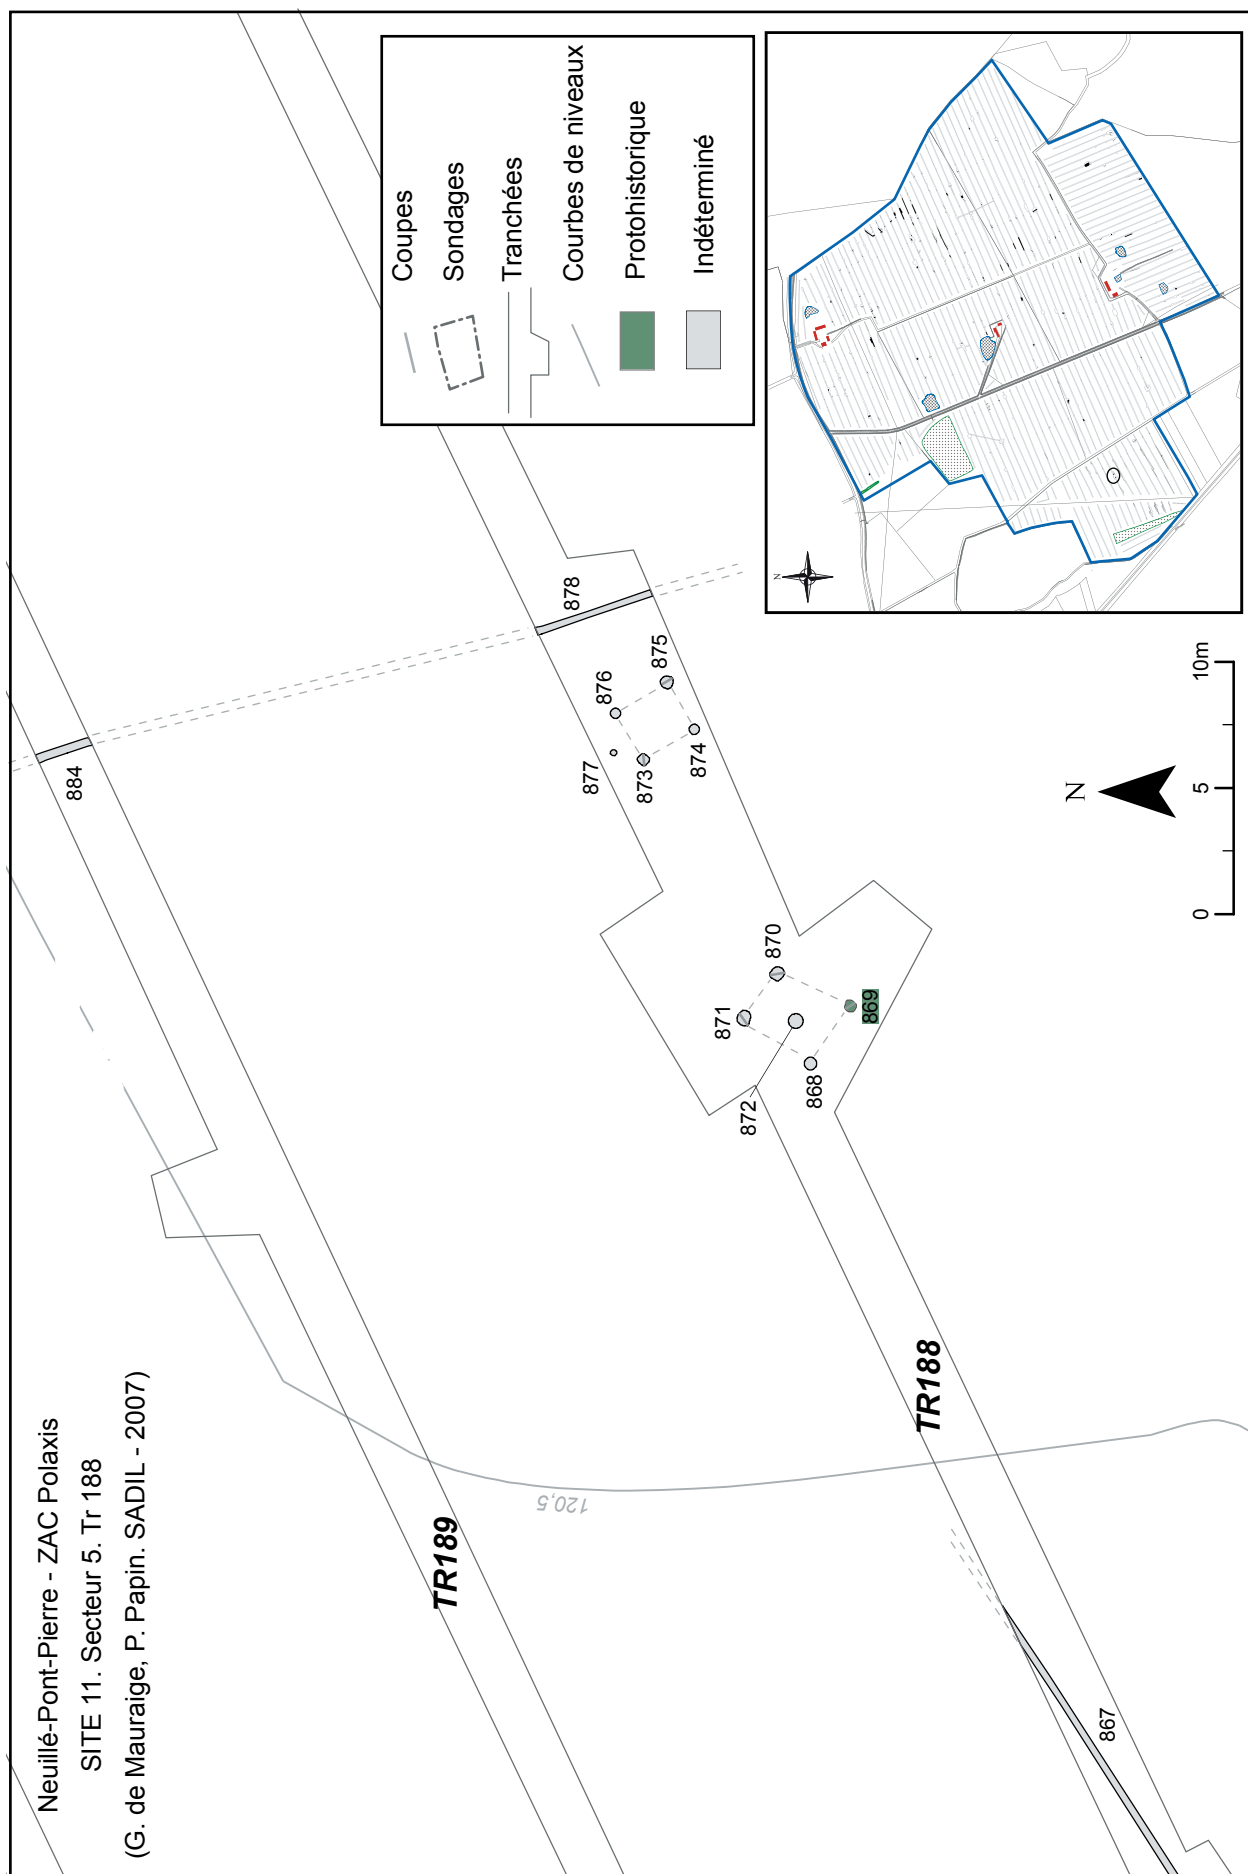 Neuillé-Pont-Pierre - ZAC Polaxis
SITE 11. Secteur 5. Tr 188
(G. de Mauraige, P. Papin. SADIL - 2007)
Coupes
Sondages
Tranchées
Courbes de niveaux
Protohistorique
Indéterminé
N
884
878
876
875
877
873
874
871
870
872
868
869
TR189
120,5
TR188
867
N
0
5
10m